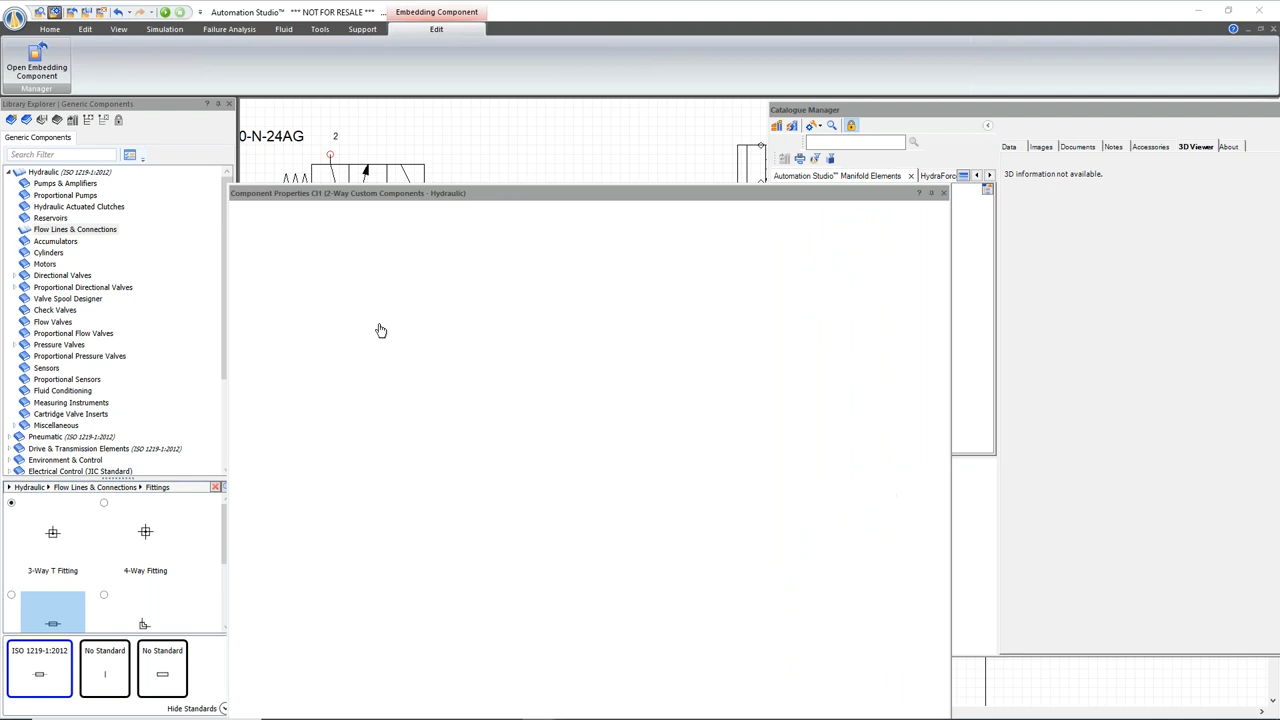 Automation Studio™ *** NOT FOR RESALE *** ...
Embedding Component
Home
Edit
View
Simulation
Failure Analysis
Fluid
Tools
Support
Edit
Open Embedding
Component
Manager
Library Explorer | Generic Components
Generic Components
Search Filter
Hydraulic (ISO 1219-1:2012)
Pumps & Amplifiers
Proportional Pumps
Hydraulic Actuated Clutches
Reservoirs
Flow Lines & Connections
Accumulators
Cylinders
Motors
Directional Valves
Proportional Directional Valves
Valve Spool Designer
Check Valves
Flow Valves
Proportional Flow Valves
Pressure Valves
Proportional Pressure Valves
Sensors
Proportional Sensors
Fluid Conditioning
Measuring Instruments
Cartridge Valve Inserts
Miscellaneous
Pneumatic (ISO 1219-1:2012)
Drive & Transmission Elements (ISO 1219-1:2012)
Environment & Control
Electrical Control (JIC Standard)
Hydraulic Flow Lines & Connections Fittings
3-Way T Fitting
4-Way Fitting
ISO 1219-1:2012
No Standard
No Standard
Hide Standards
0-N-24AG
2
Component Properties CI1 (2-Way Custom Components - Hydraulic)
Catalogue Manager
Automation Studio™ Manifold Elements
HydraForc
Data
Images
Documents
Notes
Accessories
3D Viewer
About
3D information not available.